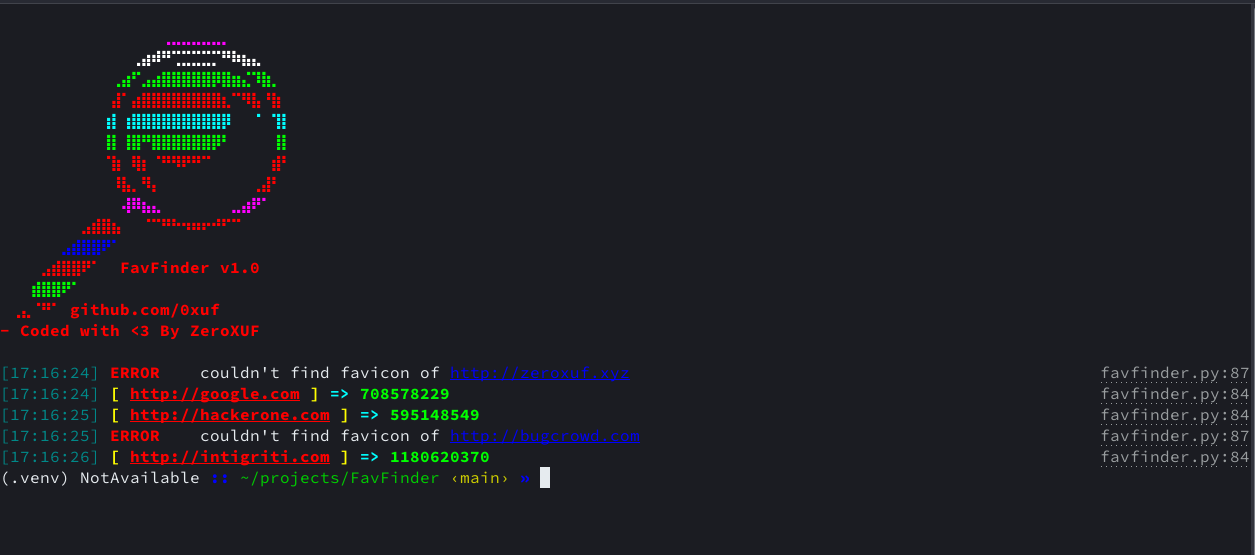 FavFinder v1.0
github.com/0xuf
- Coded with <3 By ZeroXUF
[17:16:24] ERROR couldn't find favicon of http://zeroxuf.xyz favfinder.py:87
[17:16:24] [ http://google.com ] => 708578229 favfinder.py:84
[17:16:25] [ http://hackerone.com ] => 595148549 favfinder.py:84
[17:16:25] ERROR couldn't find favicon of http://bugcrowd.com favfinder.py:87
[17:16:26] [ http://intigriti.com ] => 1180620370 favfinder.py:84
(.venv) NotAvailable :: ~/projects/FavFinder ‹main› »